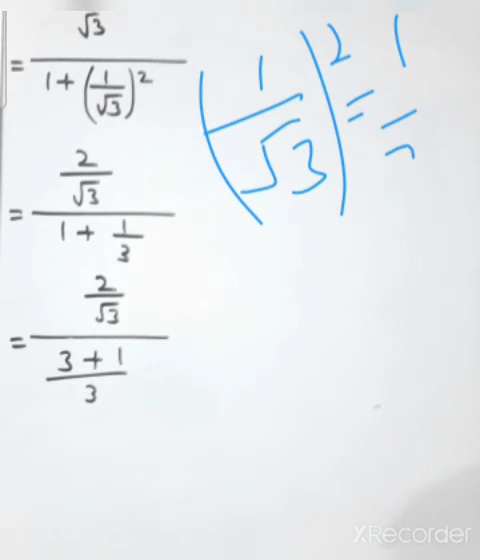 √3
= ―――
1 + (1/√3)²
(1/√3)² = 1/
= (2/√3)/(1 + 1/3)
= (2/√3)/((3 + 1)/3)
XRecorder